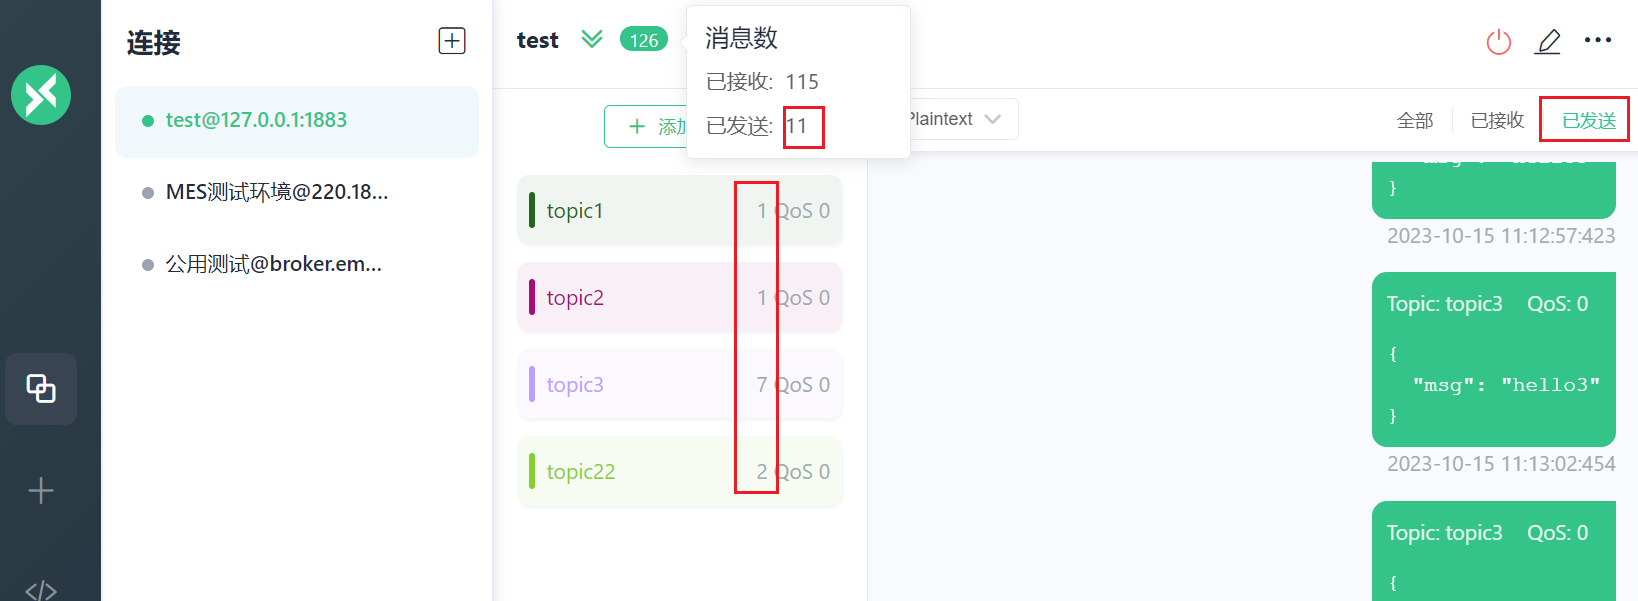 连接
test@127.0.0.1:1883
MES测试环境@220.18...
公用测试@broker.em...
test 126
消息数
已接收: 115
已发送: 11
Plaintext
全部 已接收 已发送
topic1 1 QoS 0
topic2 1 QoS 0
topic3 7 QoS 0
topic22 2 QoS 0
}
2023-10-15 11:12:57:423
Topic: topic3 QoS: 0
{
"msg": "hello3"
}
2023-10-15 11:13:02:454
Topic: topic3 QoS: 0
{